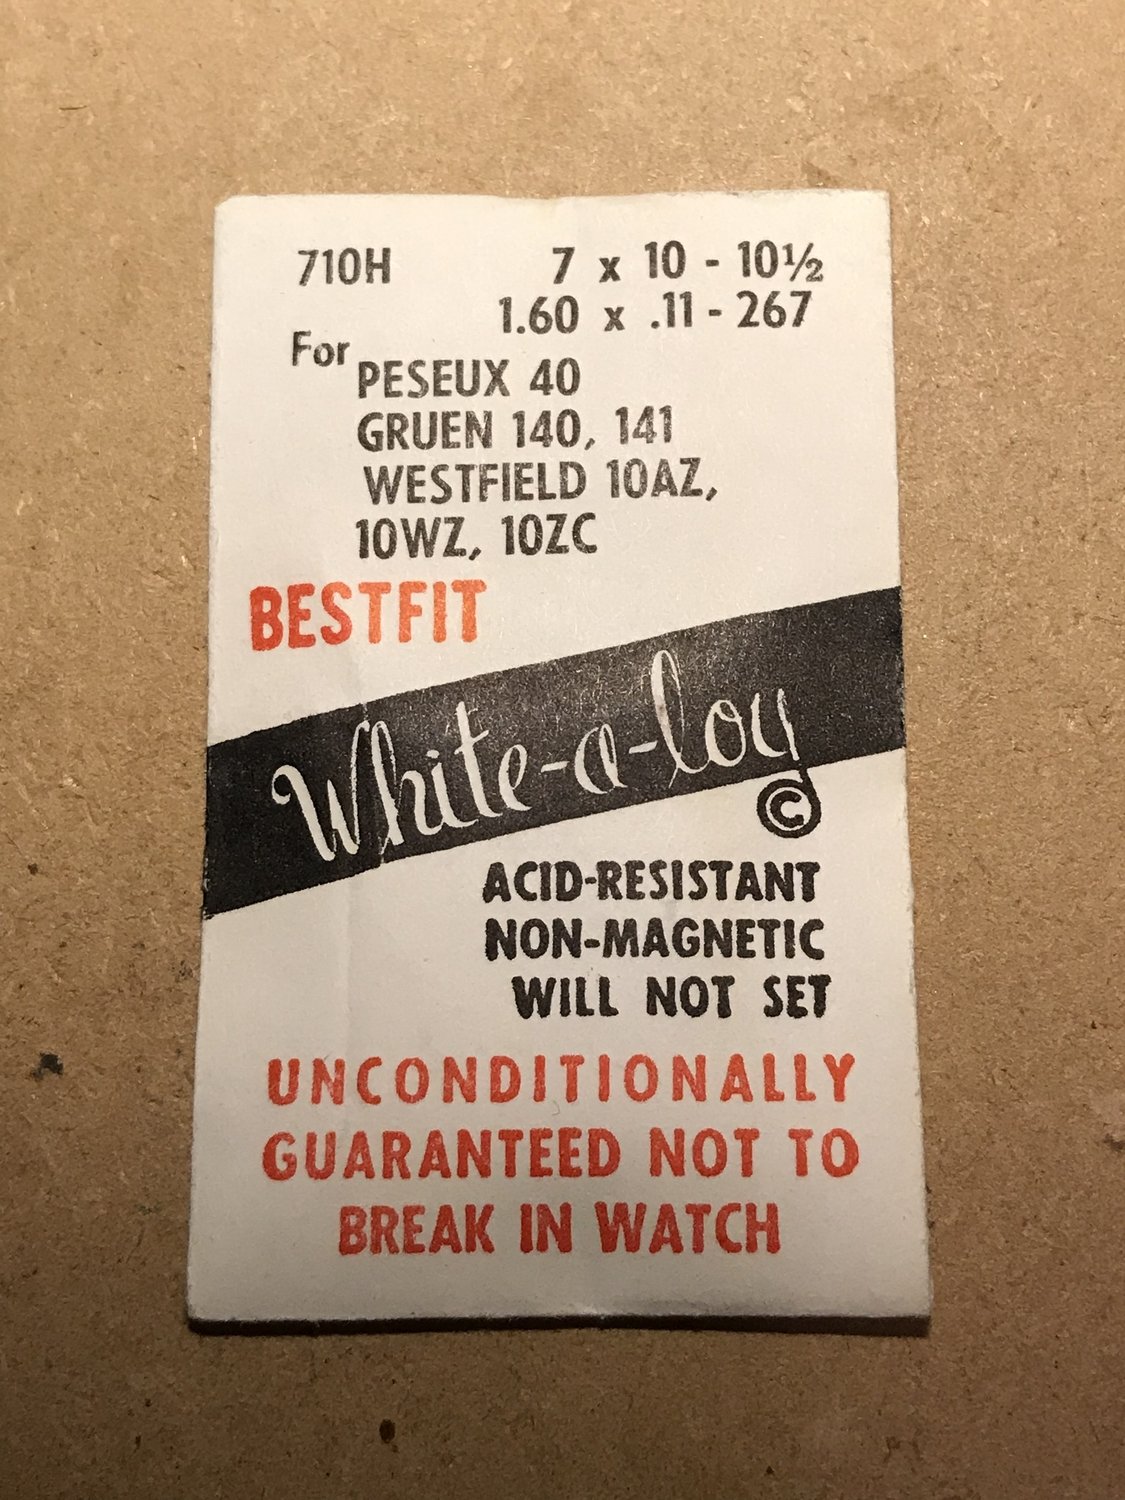 710H 7 x 10 - 10½
1.60 x .11 - 267
For PESEUX 40
GRUEN 140, 141
WESTFIELD 10AZ,
10WZ, 10ZC
BESTFIT
White-a-loy
©
ACID-RESISTANT
NON-MAGNETIC
WILL NOT SET
UNCONDITIONALLY
GUARANTEED NOT TO
BREAK IN WATCH